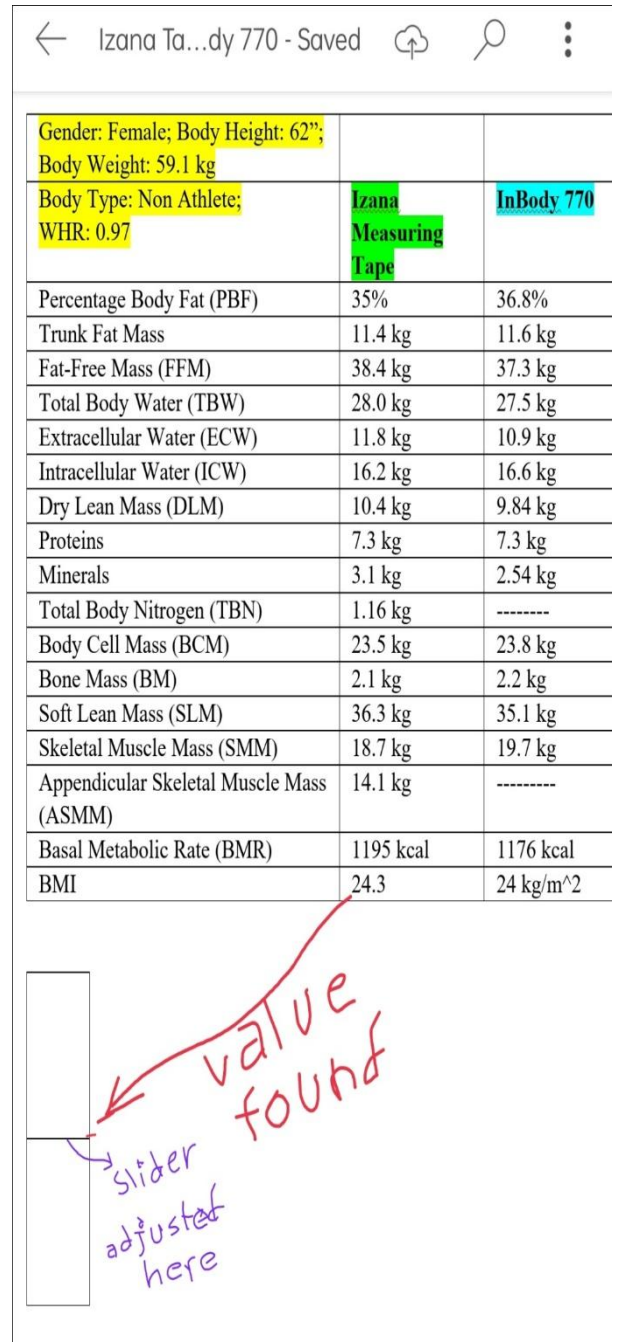 Izana Ta...dy 770 - Saved
Gender: Female; Body Height: 62”;
Body Weight: 59.1 kg
Body Type: Non Athlete;
WHR: 0.97
Izana
Measuring
Tape
InBody 770
Percentage Body Fat (PBF) 35% 36.8%
Trunk Fat Mass 11.4 kg 11.6 kg
Fat-Free Mass (FFM) 38.4 kg 37.3 kg
Total Body Water (TBW) 28.0 kg 27.5 kg
Extracellular Water (ECW) 11.8 kg 10.9 kg
Intracellular Water (ICW) 16.2 kg 16.6 kg
Dry Lean Mass (DLM) 10.4 kg 9.84 kg
Proteins 7.3 kg 7.3 kg
Minerals 3.1 kg 2.54 kg
Total Body Nitrogen (TBN) 1.16 kg --------
Body Cell Mass (BCM) 23.5 kg 23.8 kg
Bone Mass (BM) 2.1 kg 2.2 kg
Soft Lean Mass (SLM) 36.3 kg 35.1 kg
Skeletal Muscle Mass (SMM) 18.7 kg 19.7 kg
Appendicular Skeletal Muscle Mass 14.1 kg ---------
(ASMM)
Basal Metabolic Rate (BMR) 1195 kcal 1176 kcal
BMI 24.3 24 kg/m^2
value
found
slider
adjusted
here